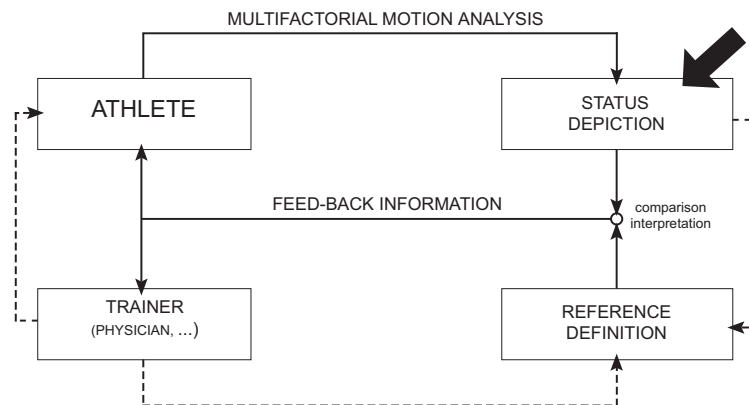 MULTIFACTORIAL MOTION ANALYSIS
ATHLETE
STATUS
DEPICTION
FEED-BACK INFORMATION
comparison
interpretation
TRAINER
(PHYSICIAN, ...)
REFERENCE
DEFINITION